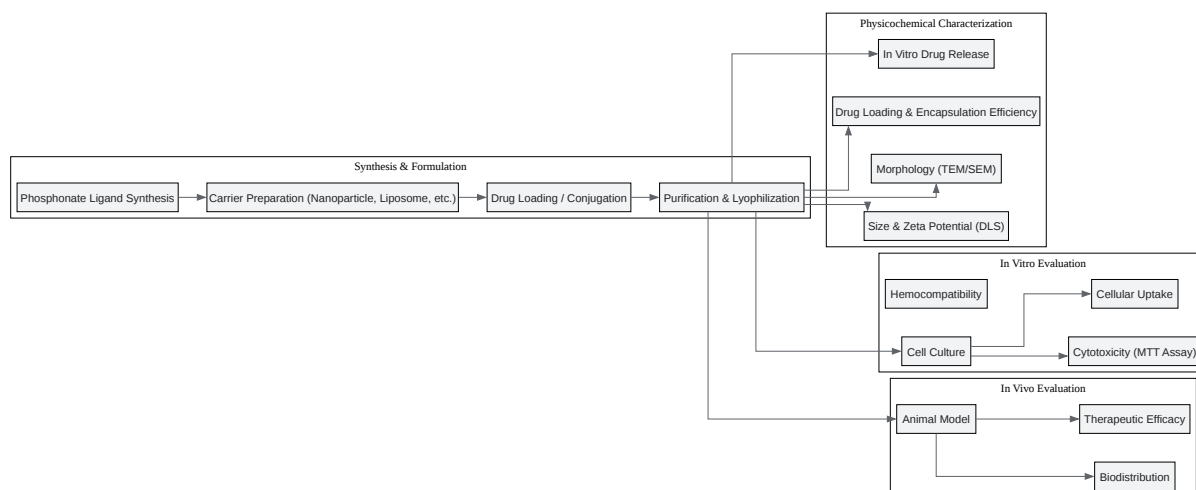 Physicochemical Characterization
In Vitro Drug Release
Drug Loading & Encapsulation Efficiency
Morphology (TEM/SEM)
Size & Zeta Potential (DLS)
Synthesis & Formulation
Phosphonate Ligand Synthesis
Carrier Preparation (Nanoparticle, Liposome, etc.)
Drug Loading / Conjugation
Purification & Lyophilization
In Vitro Evaluation
Hemocompatibility
Cellular Uptake
Cell Culture
Cytotoxicity (MTT Assay)
In Vivo Evaluation
Animal Model
Therapeutic Efficacy
Biodistribution